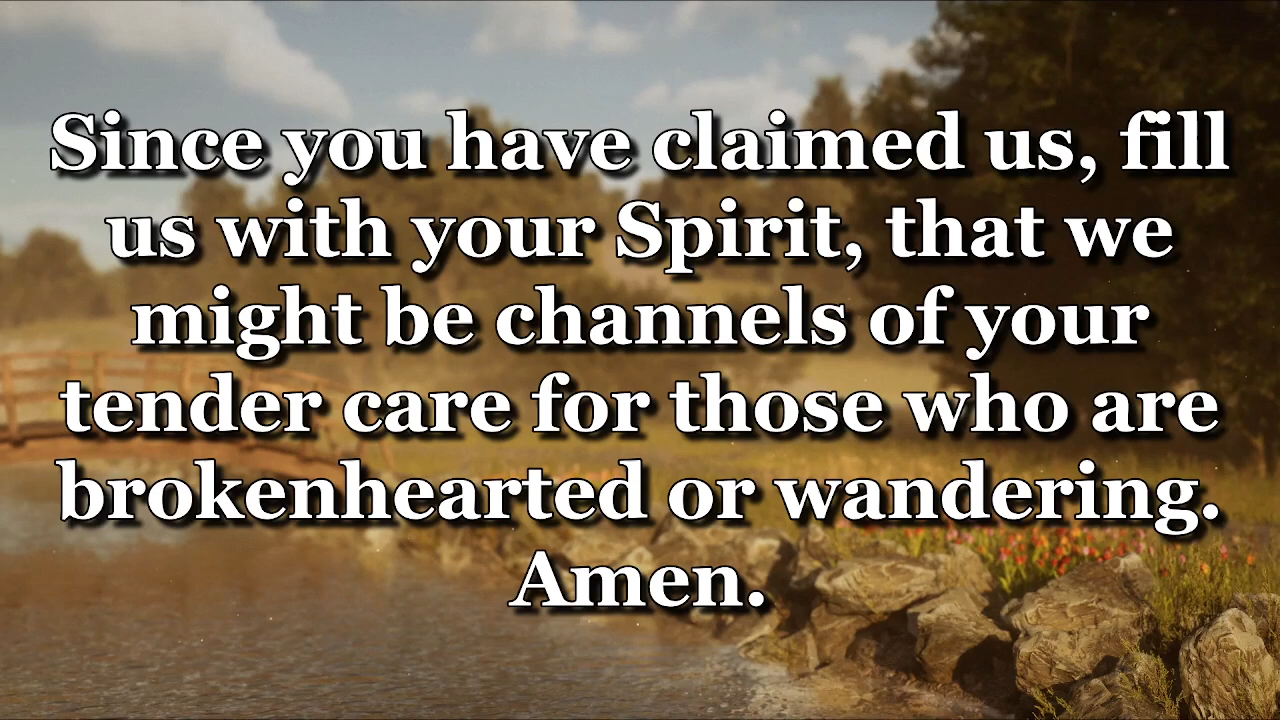 Since you have claimed us, fill
us with your Spirit, that we
might be channels of your
tender care for those who are
brokenhearted or wandering.
Amen.